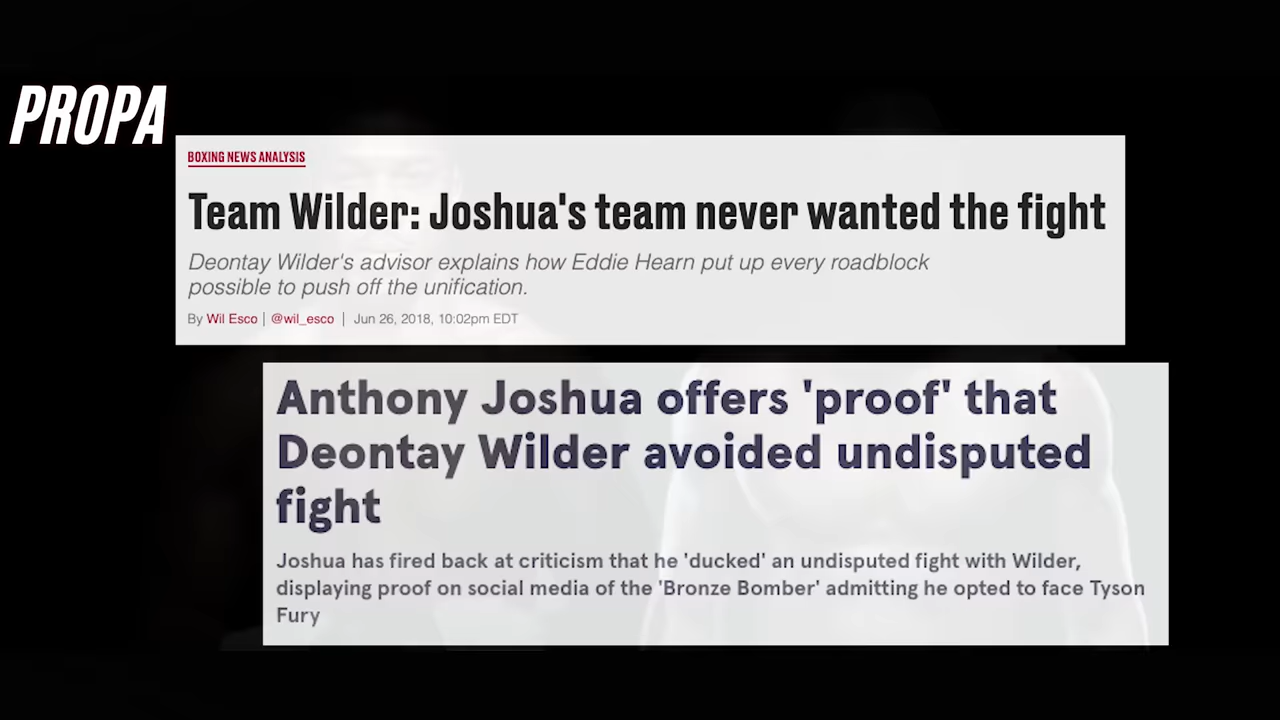 PROPA
BOXING NEWS ANALYSIS
Team Wilder: Joshua's team never wanted the fight
Deontay Wilder's advisor explains how Eddie Hearn put up every roadblock
possible to push off the unification.
By Wil Esco | @wil_esco | Jun 26, 2018, 10:02pm EDT
Anthony Joshua offers 'proof' that
Deontay Wilder avoided undisputed
fight
Joshua has fired back at criticism that he 'ducked' an undisputed fight with Wilder,
displaying proof on social media of the 'Bronze Bomber' admitting he opted to face Tyson
Fury